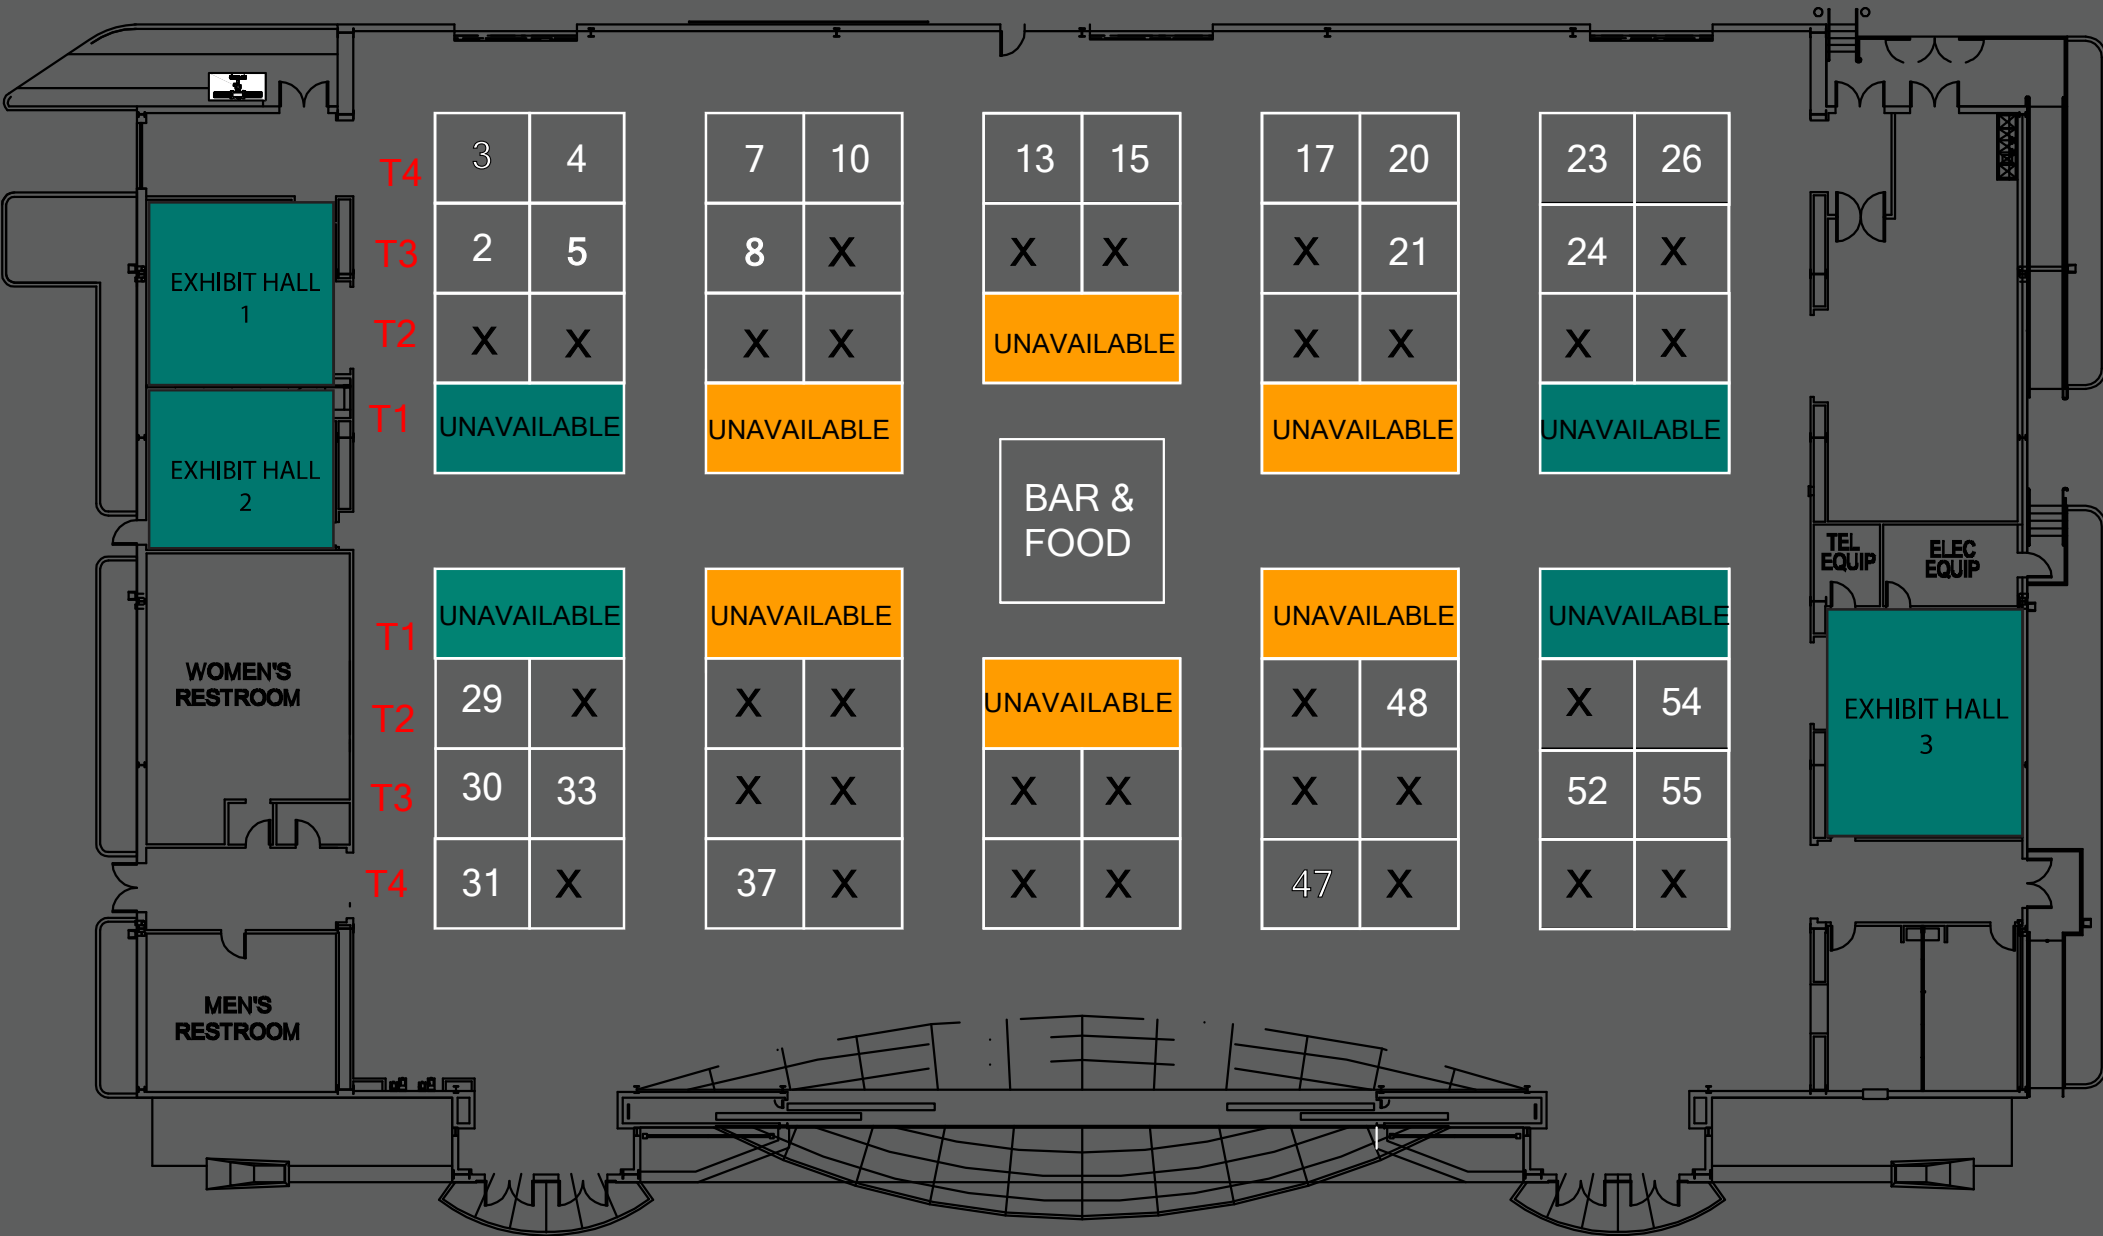 T4 3 4 7 10 13 15 17 20 23 26
T3 2 5 8 X X X X 21 24 X
EXHIBIT HALL
1
T2 X X X X UNAVAILABLE X X X X
T1 UNAVAILABLE UNAVAILABLE UNAVAILABLE UNAVAILABLE
EXHIBIT HALL
2
BAR &
FOOD
TEL
EQUIP
ELEC
EQUIP
T1 UNAVAILABLE UNAVAILABLE UNAVAILABLE UNAVAILABLE
WOMEN'S
RESTROOM
T2 29 X X X UNAVAILABLE X 48 X 54
EXHIBIT HALL
3
T3 30 33 X X X X X X 52 55
T4 31 X 37 X X X 47 X X X
MEN'S
RESTROOM